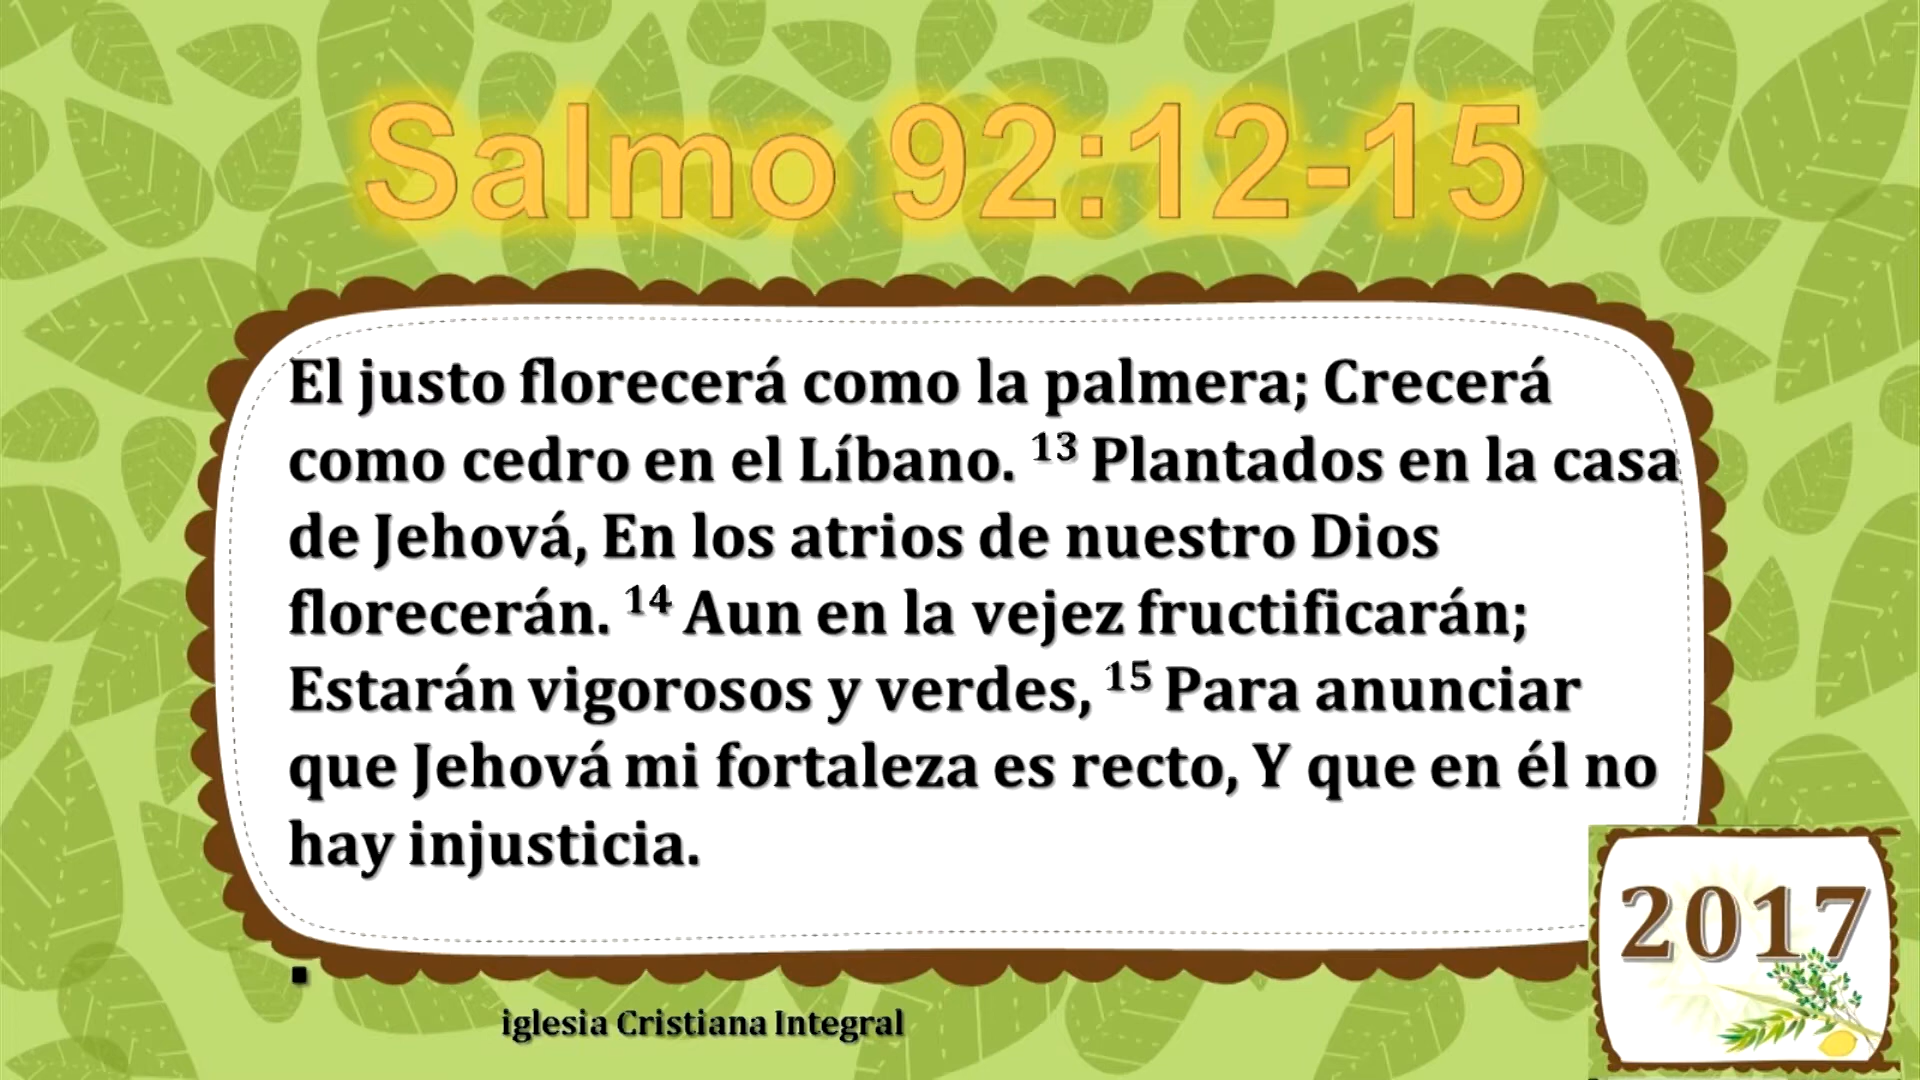 Salmo 92:12-15
El justo florecerá como la palmera; Crecerá
como cedro en el Líbano. 13 Plantados en la casa
de Jehová, En los atrios de nuestro Dios
florecerán. 14 Aun en la vejez fructificarán;
Estarán vigorosos y verdes, 15 Para anunciar
que Jehová mi fortaleza es recto, Y que en él no
hay injusticia.
2017
iglesia Cristiana Integral